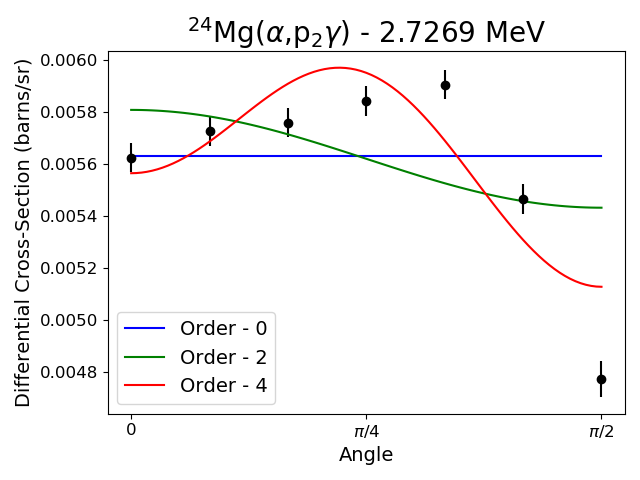 ²⁴Mg(α,p₂γ) - 2.7269 MeV
Differential Cross-Section (barns/sr)
0.0060
0.0058
0.0056
0.0054
0.0052
0.0050
0.0048
Order - 0
Order - 2
Order - 4
0 π/4 π/2
Angle